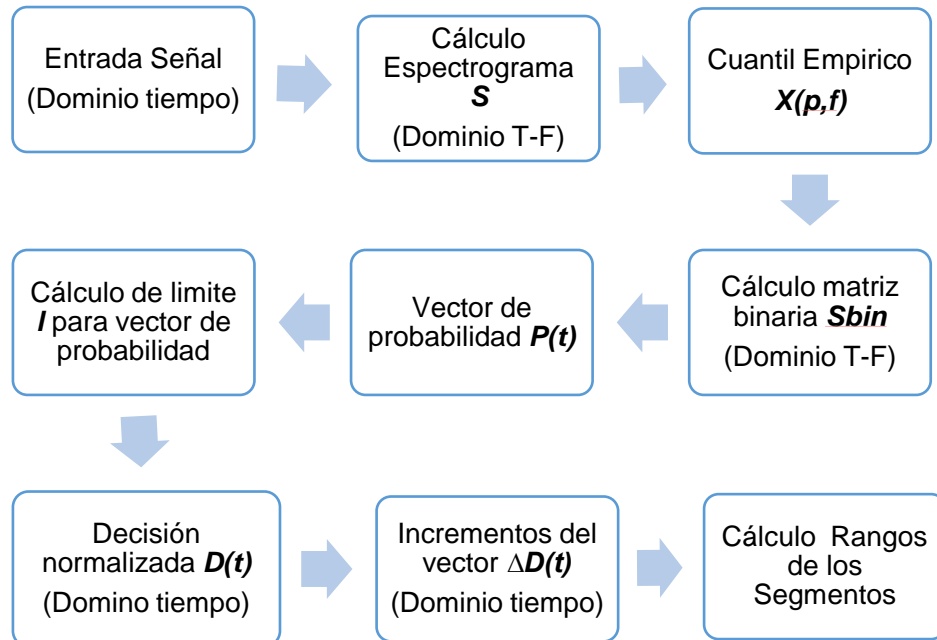 Entrada Señal
(Dominio tiempo)
Cálculo
Espectrograma
S
(Dominio T-F)
Cuantil Empirico
X(p,f)
Cálculo de limite
I para vector de
probabilidad
Vector de
probabilidad P(t)
Cálculo matriz
binaria Sbin
(Dominio T-F)
Decisión
normalizada D(t)
(Domino tiempo)
Incrementos del
vector ∆D(t)
(Dominio tiempo)
Cálculo Rangos
de los
Segmentos